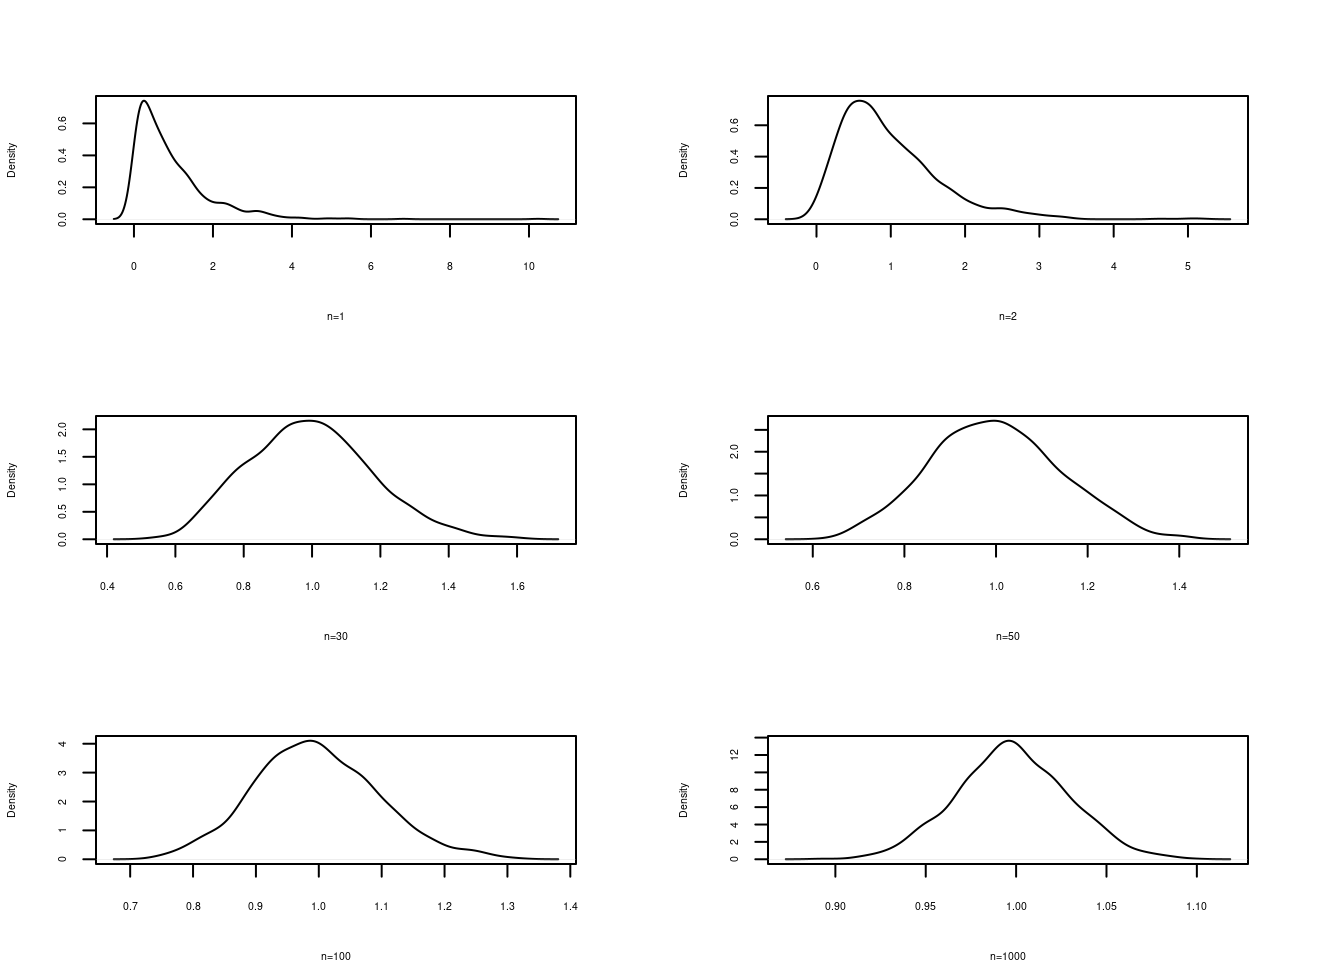 Density
0.0 0.2 0.4 0.6
0 2 4 6 8 10
n=1
Density
0.0 0.2 0.4 0.6
0 1 2 3 4 5
n=2
Density
0.0 0.5 1.0 1.5 2.0
0.4 0.6 0.8 1.0 1.2 1.4 1.6
n=30
Density
0.0 1.0 2.0
0.6 0.8 1.0 1.2 1.4
n=50
Density
0 1 2 3 4
0.7 0.8 0.9 1.0 1.1 1.2 1.3 1.4
n=100
Density
0 2 4 6 8 12
0.90 0.95 1.00 1.05 1.10
n=1000